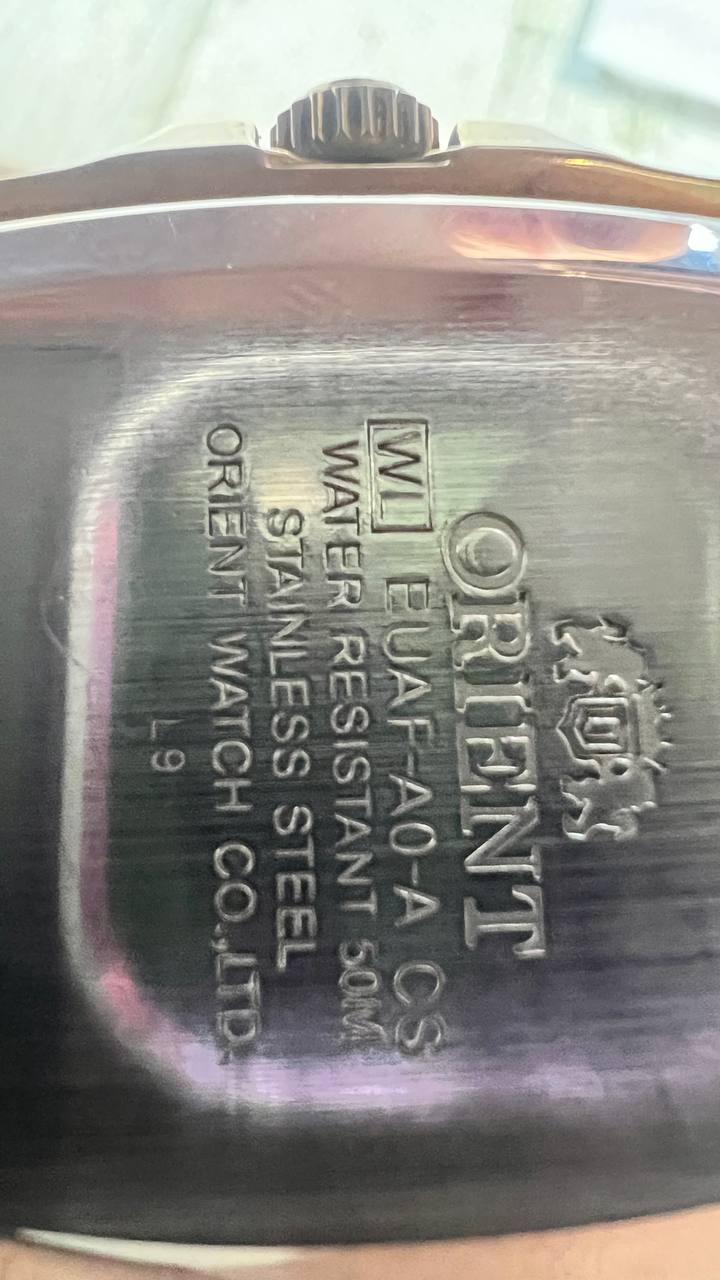 ORIENT
WL EUAF-A0-A CS
WATER RESISTANT 50M
STAINLESS STEEL
ORIENT WATCH CO.,LTD.
L9